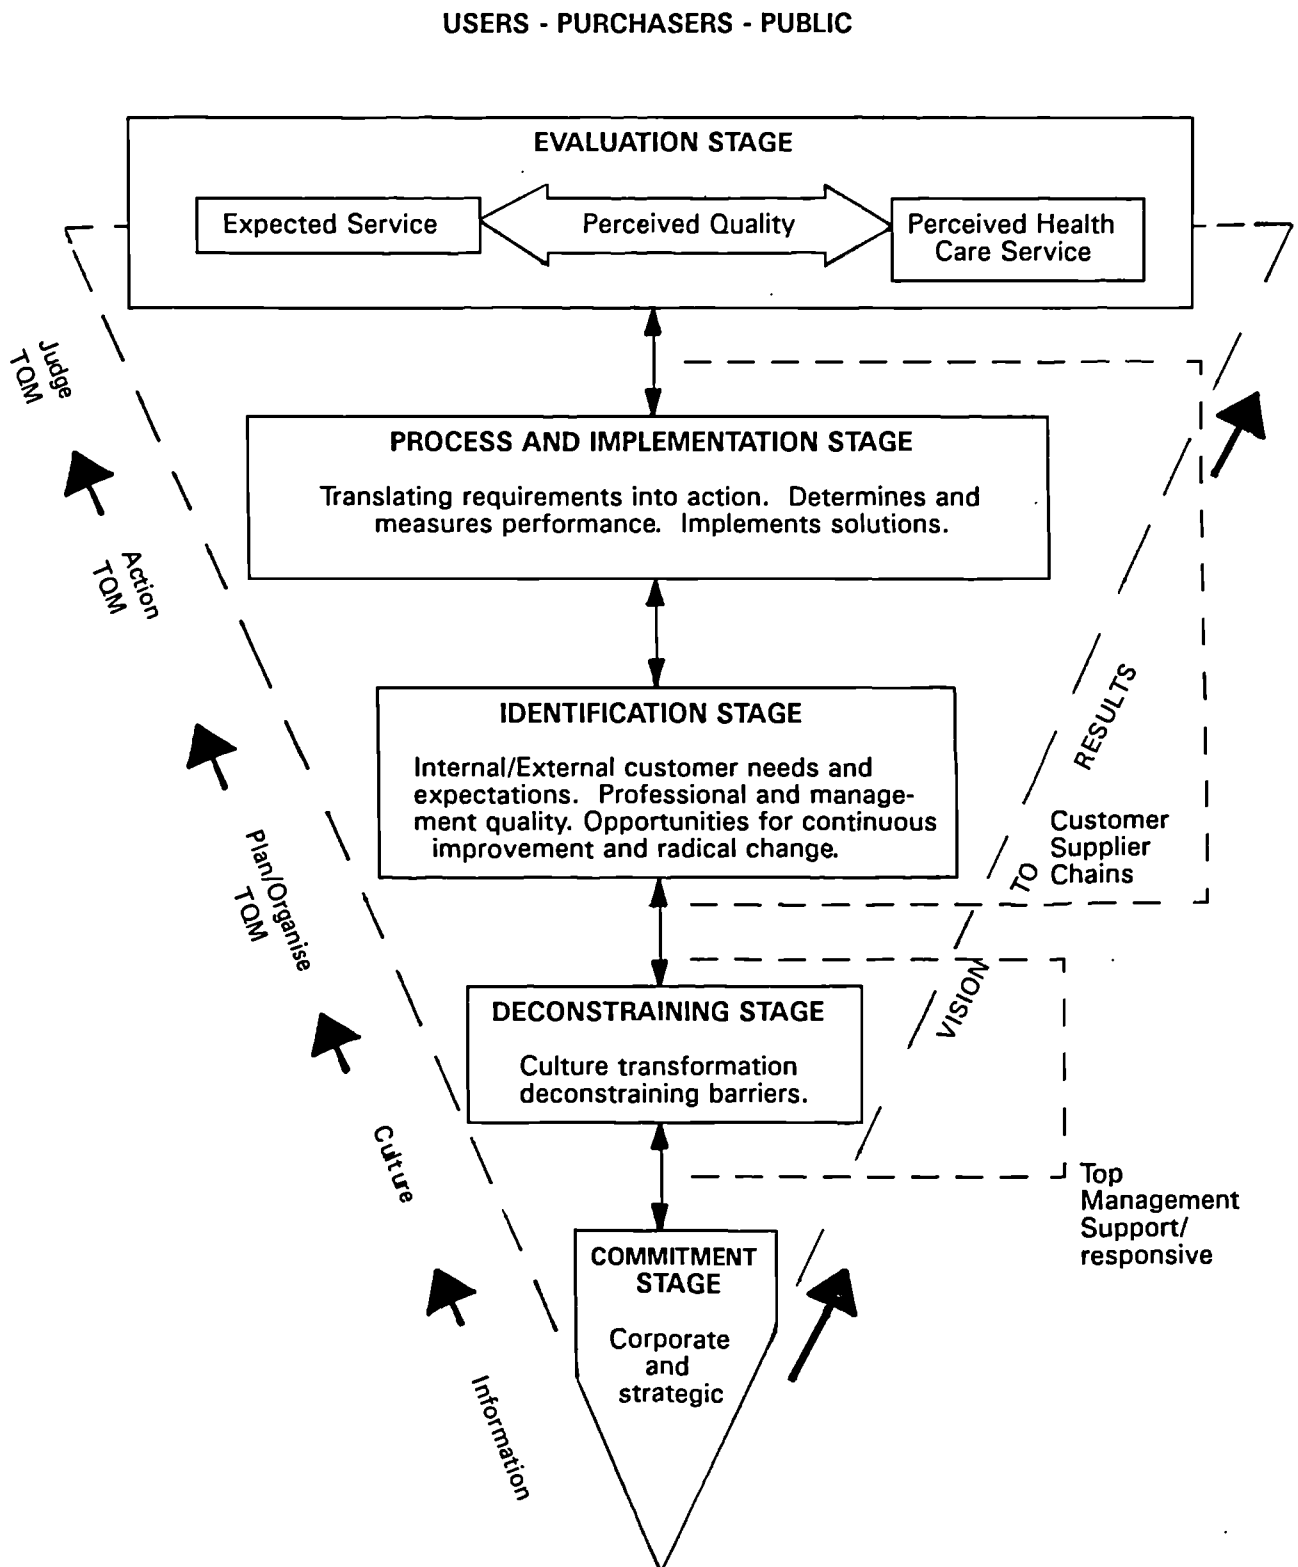 USERS - PURCHASERS - PUBLIC
EVALUATION STAGE
Expected Service
Perceived Quality
Perceived Health
Care Service
Judge
TQM
PROCESS AND IMPLEMENTATION STAGE
Translating requirements into action. Determines and
measures performance. Implements solutions.
Action
TQM
IDENTIFICATION STAGE
Internal/External customer needs and
expectations. Professional and manage-
ment quality. Opportunities for continuous
improvement and radical change.
Plan/Organise
TQM
VISION TO RESULTS
Customer
Supplier
Chains
DECONSTRAINING STAGE
Culture transformation
deconstraining barriers.
Culture
Top
Management
Support/
responsive
COMMITMENT
STAGE
Corporate
and
strategic
Information